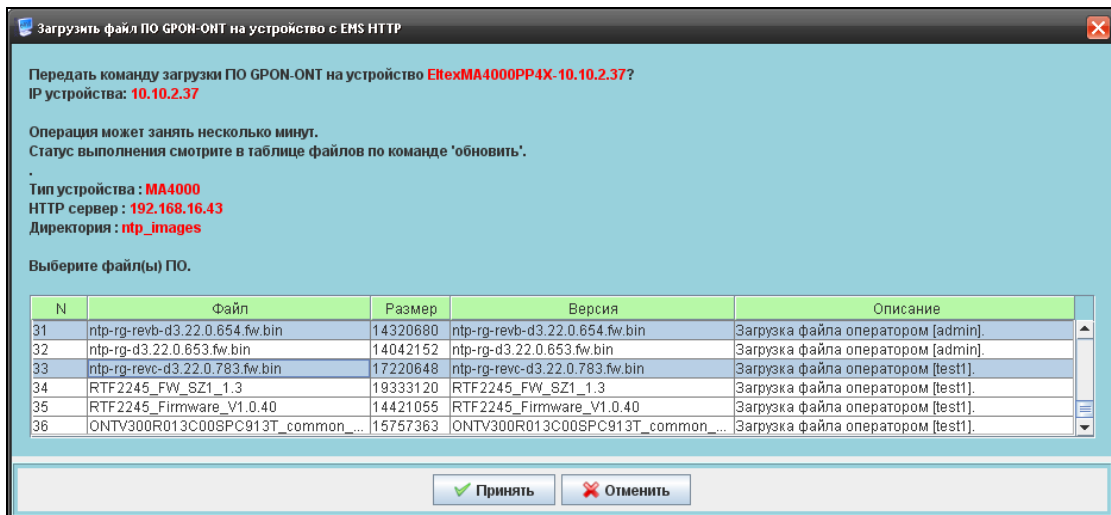 Загрузить файл ПО GPON-ONT на устройство с EMS HTTP
Передать команду загрузки ПО GPON-ONT на устройство EltexMA4000PP4X-10.10.2.37?
IP устройства: 10.10.2.37
Операция может занять несколько минут.
Статус выполнения смотрите в таблице файлов по команде 'обновить'.
.
Тип устройства : MA4000
HTTP сервер : 192.168.16.43
Директория : ntp_images
Выберите файл(ы) ПО.
N Файл Размер Версия Описание
31 ntp-rg-revb-d3.22.0.654.fw.bin 14320680 ntp-rg-revb-d3.22.0.654.fw.bin Загрузка файла оператором [admin].
32 ntp-rg-d3.22.0.653.fw.bin 14042152 ntp-rg-d3.22.0.653.fw.bin Загрузка файла оператором [admin].
33 ntp-rg-revc-d3.22.0.783.fw.bin 17220648 ntp-rg-revc-d3.22.0.783.fw.bin Загрузка файла оператором [test1].
34 RTF2245_FW_SZ1_1.3 19333120 RTF2245_FW_SZ1_1.3 Загрузка файла оператором [test1].
35 RTF2245_Firmware_V1.0.40 14421055 RTF2245_Firmware_V1.0.40 Загрузка файла оператором [test1].
36 ONTV300R013C00SPC913T_common_... 15757363 ONTV300R013C00SPC913T_common_... Загрузка файла оператором [test1].
Принять Отменить